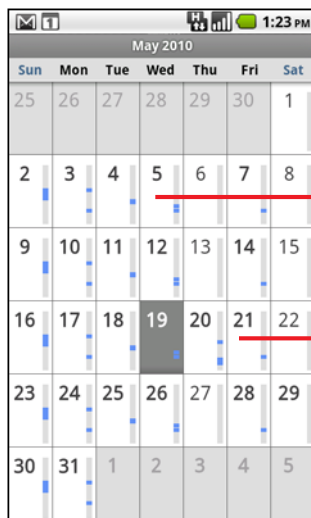 1 H 1:23 PM
May 2010
Sun Mon Tue Wed Thu Fri Sat
25 26 27 28 29 30 1
2 3 4 5 6 7 8
9 10 11 12 13 14 15
16 17 18 19 20 21 22
23 24 25 26 27 28 29
30 31 1 2 3 4 5